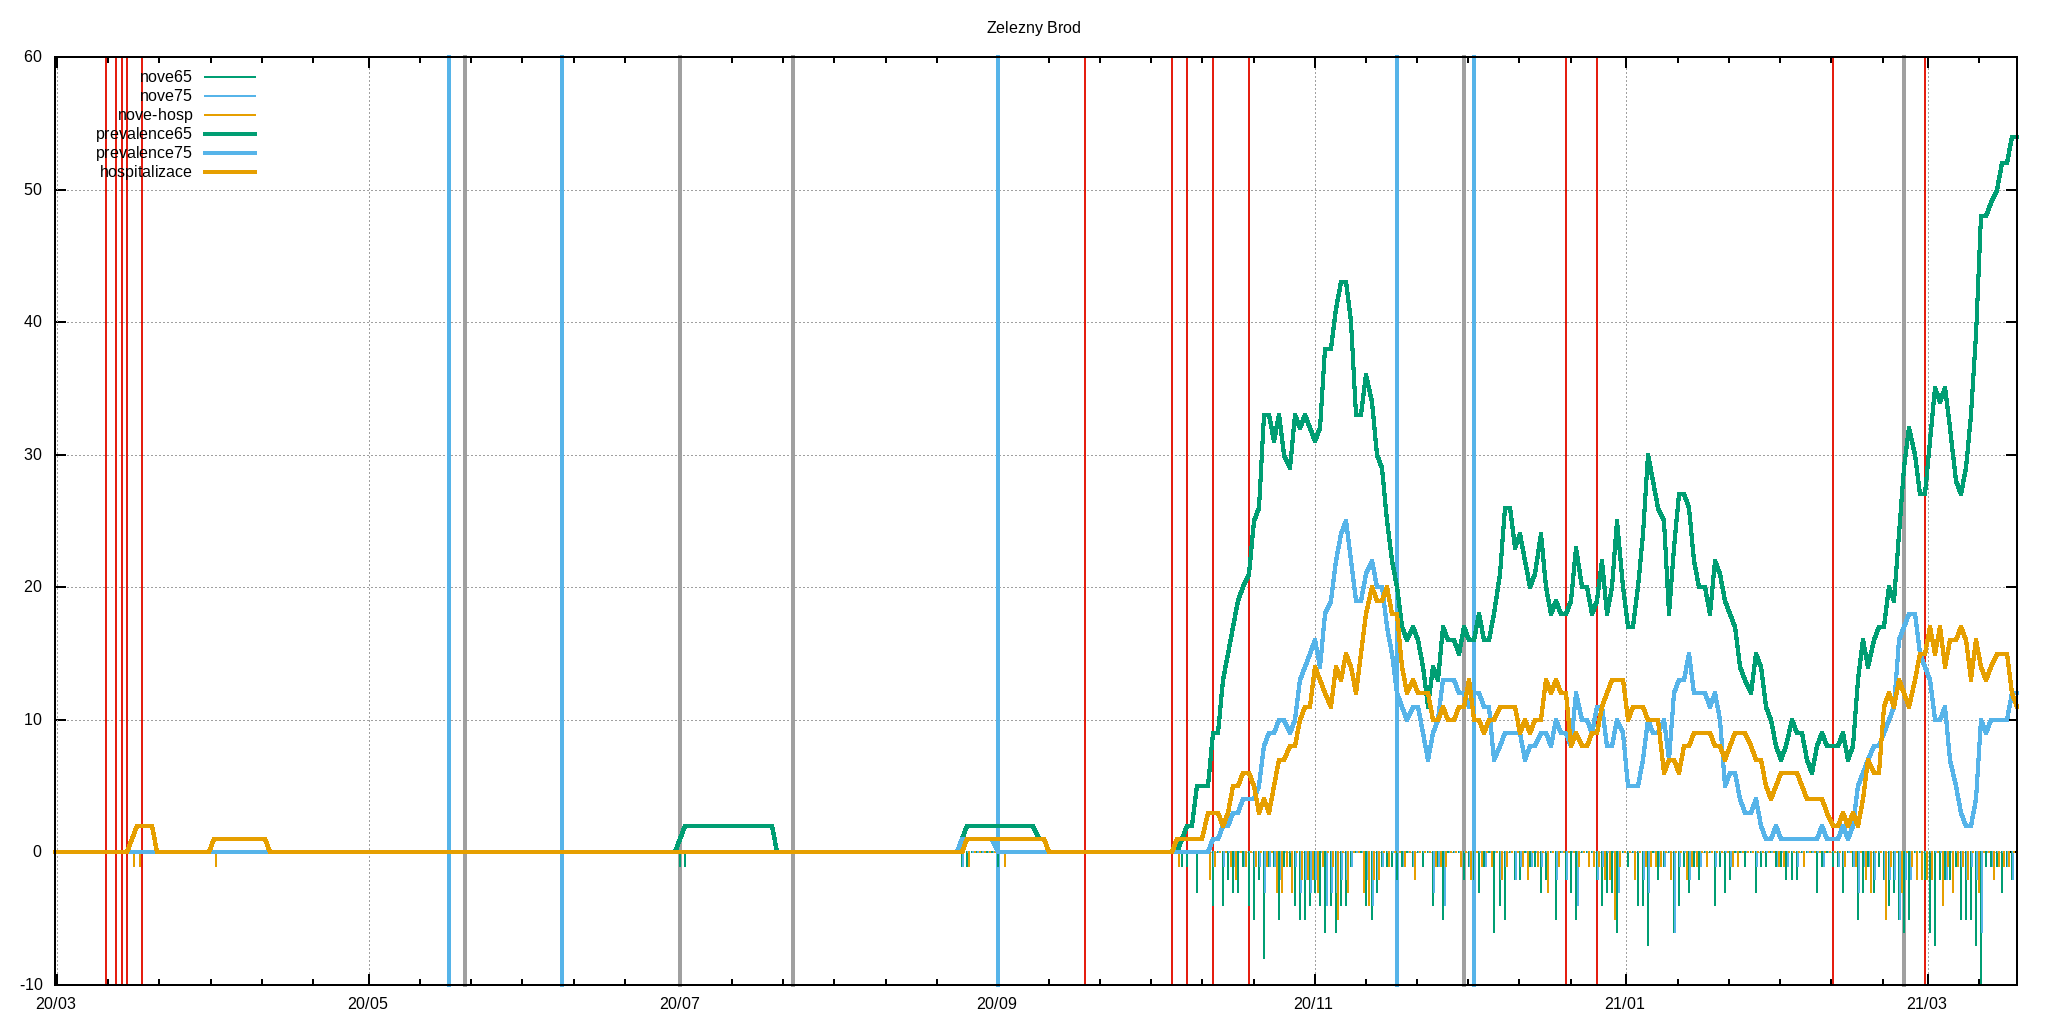 Zelezny Brod
60
50
40
30
20
10
0
-10
nove65
nove75
nove-hosp
prevalence65
prevalence75
hospitalizace
20/03 20/05 20/07 20/09 20/11 21/01 21/03